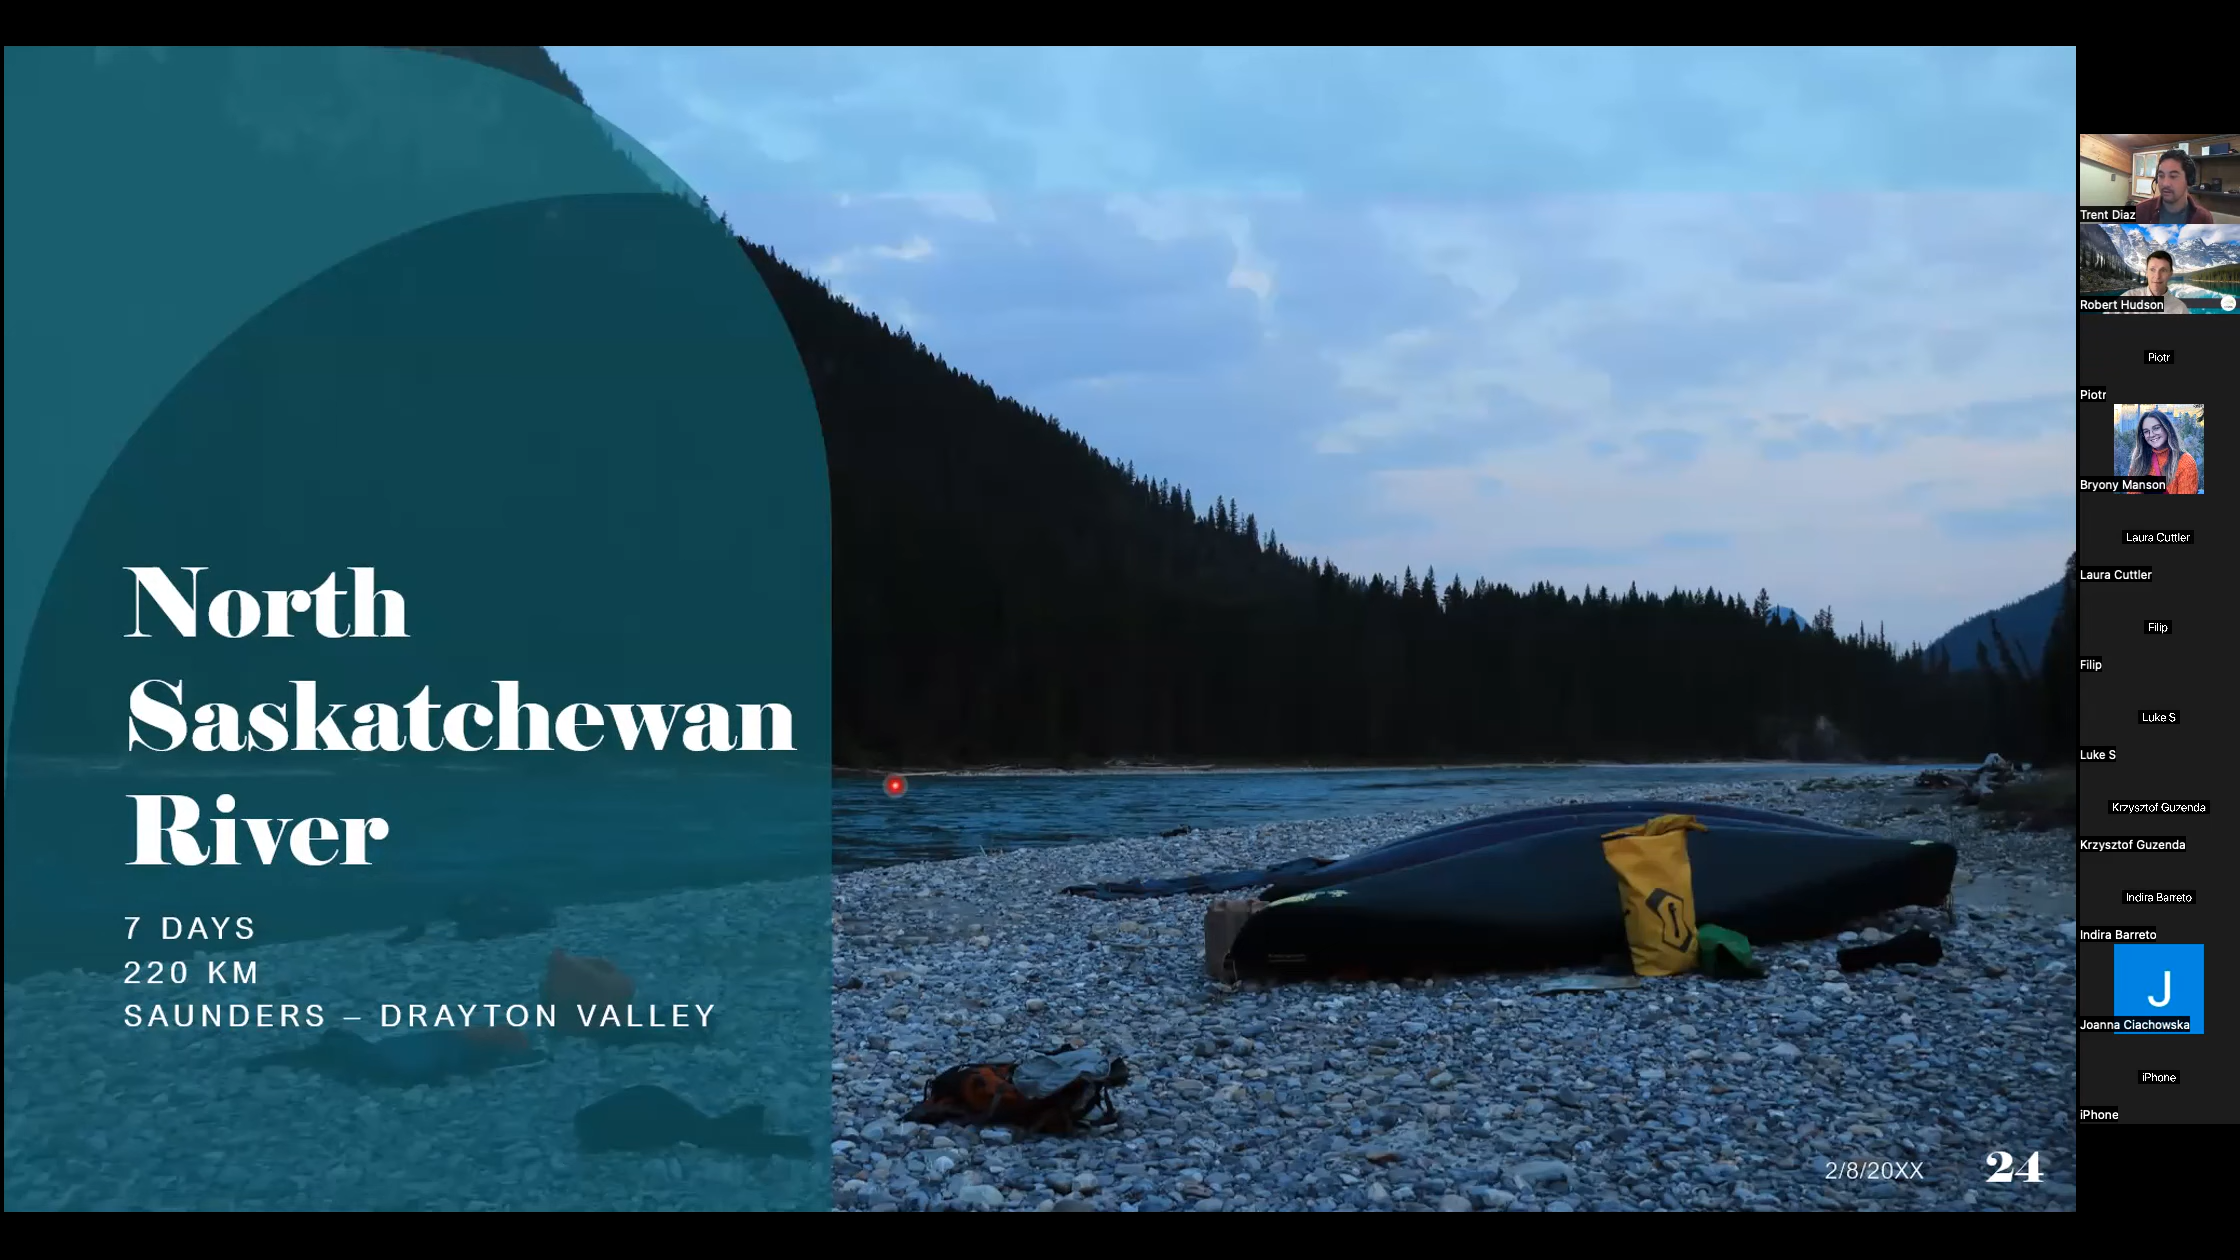 North
Saskatchewan
River
7 DAYS
220 KM
SAUNDERS – DRAYTON VALLEY
2/8/20XX
24
Trent Diaz
Robert Hudson
Piotr
Piotr
Bryony Manson
Laura Cuttler
Laura Cuttler
Filip
Filip
Luke S
Luke S
Krzysztof Guzenda
Krzysztof Guzenda
Indira Barreto
Indira Barreto
J
Joanna Ciachowska
iPhone
iPhone